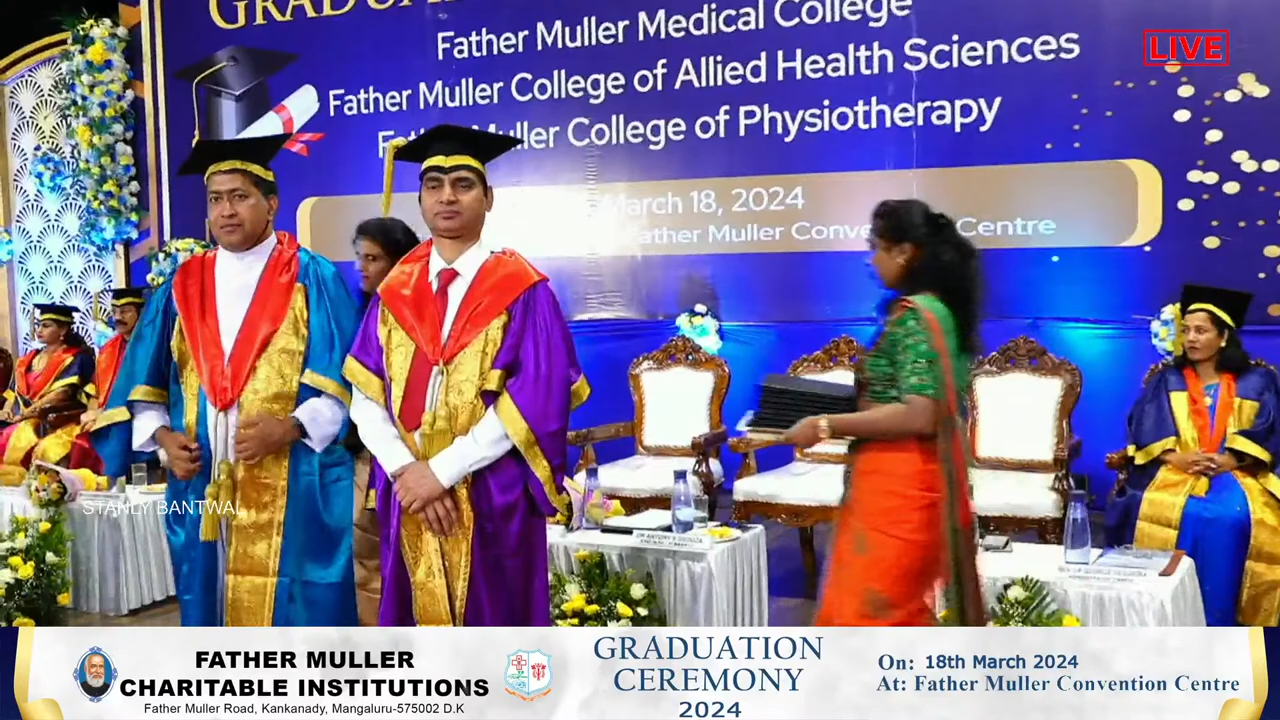 LIVE
Father Muller Medical College
Father Muller College of Allied Health Sciences
Muller College of Physiotherapy
March 18, 2024
Father Muller Centre
STANLY BANTWAL
FATHER MULLER
CHARITABLE INSTITUTIONS
Father Muller Road, Kankanady, Mangaluru-575002 D.K
GRADUATION
CEREMONY
2024
On: 18th March 2024
At: Father Muller Convention Centre